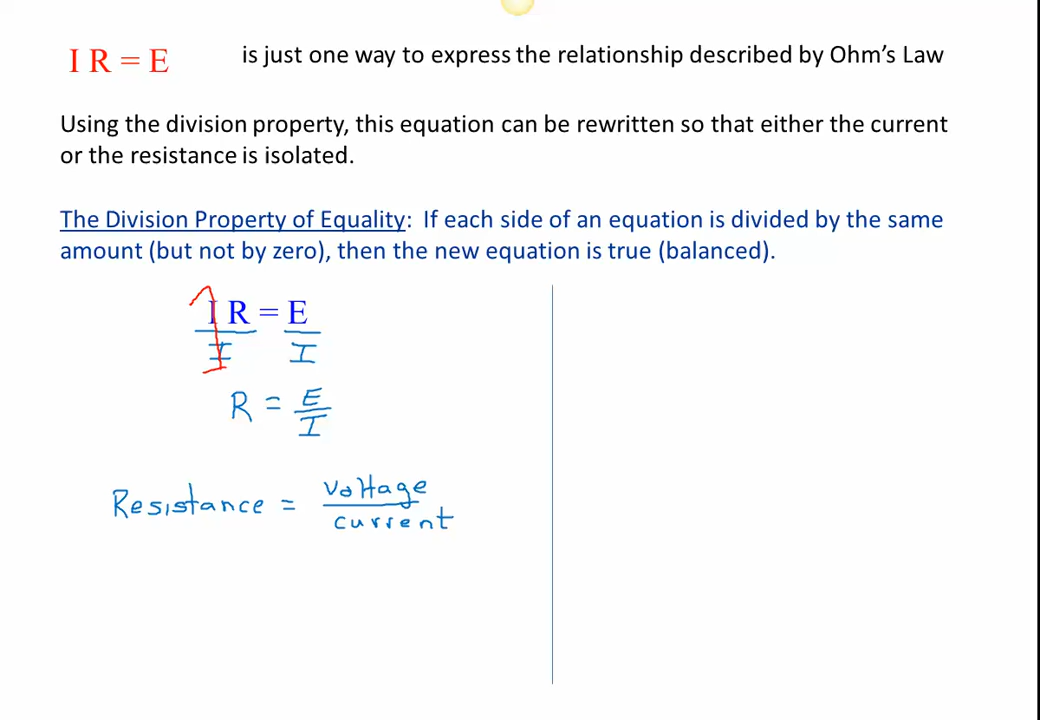 I R = E is just one way to express the relationship described by Ohm's Law
Using the division property, this equation can be rewritten so that either the current
or the resistance is isolated.
The Division Property of Equality: If each side of an equation is divided by the same
amount (but not by zero), then the new equation is true (balanced).
I R = E
I I
R = E
I
Resistance = voltage
current